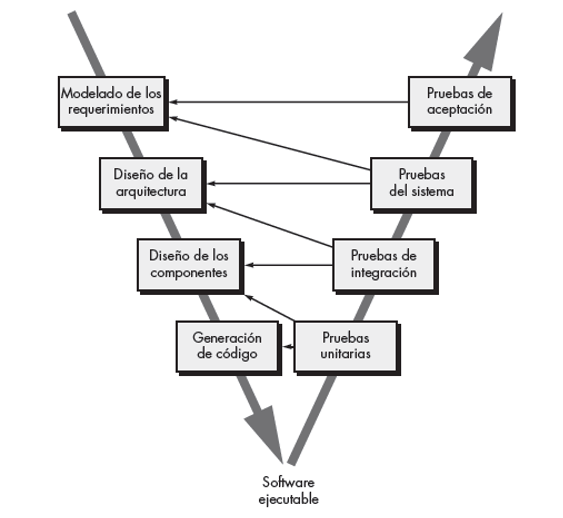 Modelado de los
requerimientos
Pruebas de
aceptación
Diseño de la
arquitectura
Pruebas
del sistema
Diseño de los
componentes
Pruebas de
integración
Generación
de código
Pruebas
unitarias
Software
ejecutable